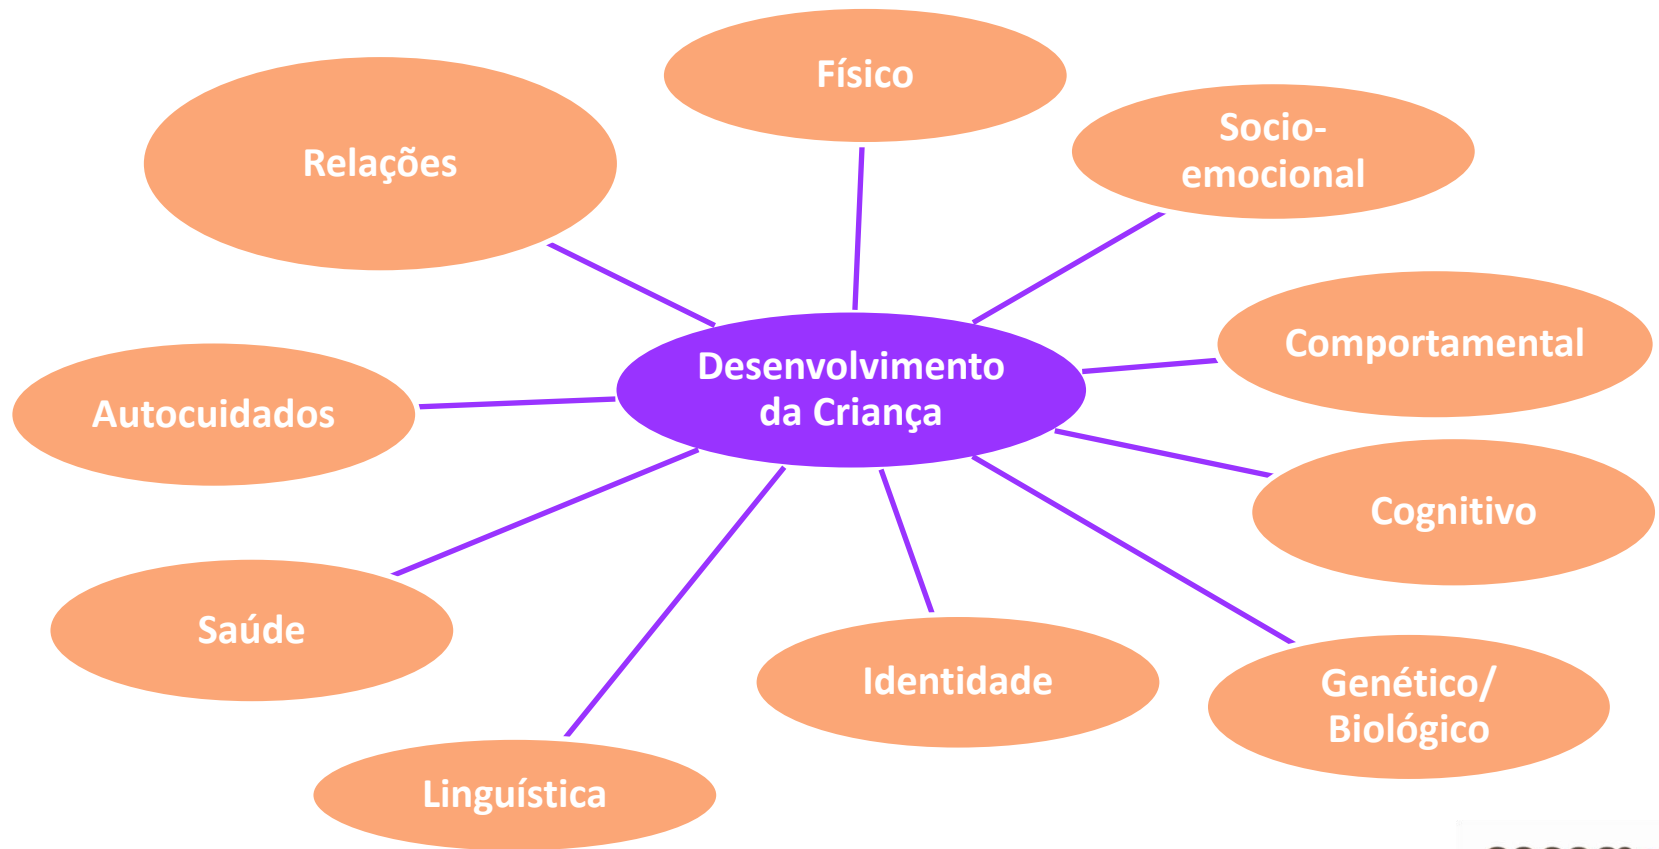 Físico
Socio-
emocional
Relações
Comportamental
Desenvolvimento
da Criança
Autocuidados
Cognitivo
Saúde
Identidade
Genético/
Biológico
Linguística